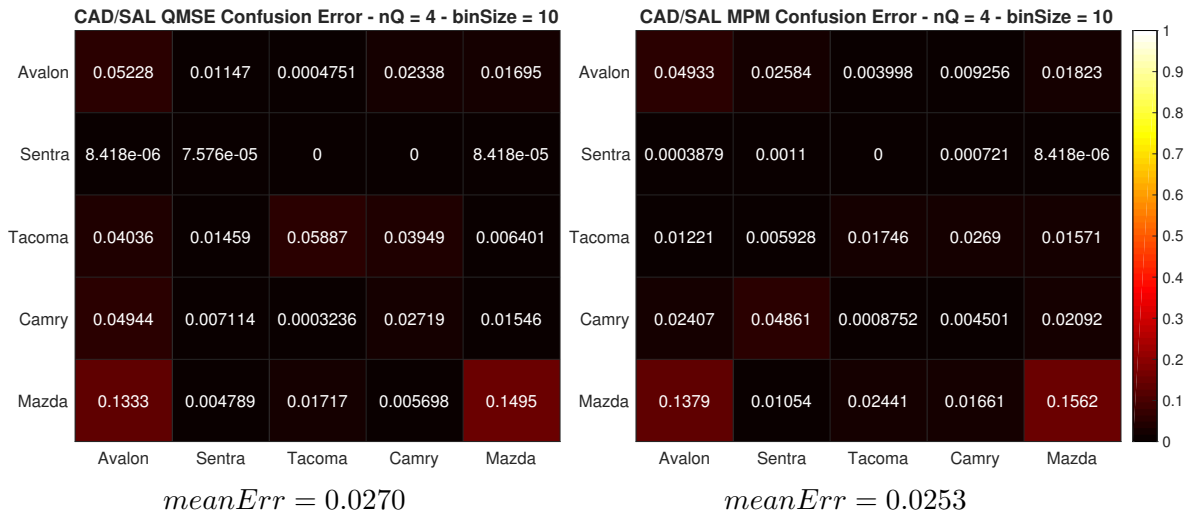 CAD/SAL QMSE Confusion Error - nQ = 4 - binSize = 10
Avalon 0.05228 0.01147 0.0004751 0.02338 0.01695
Sentra 8.418e-06 7.576e-05 0 0 8.418e-05
Tacoma 0.04036 0.01459 0.05887 0.03949 0.006401
Camry 0.04944 0.007114 0.0003236 0.02719 0.01546
Mazda 0.1333 0.004789 0.01717 0.005698 0.1495
Avalon Sentra Tacoma Camry Mazda
meanErr = 0.0270
CAD/SAL MPM Confusion Error - nQ = 4 - binSize = 10
Avalon 0.04933 0.02584 0.003998 0.009256 0.01823
Sentra 0.0003879 0.0011 0 0.000721 8.418e-06
Tacoma 0.01221 0.005928 0.01746 0.0269 0.01571
Camry 0.02407 0.04861 0.0008752 0.004501 0.02092
Mazda 0.1379 0.01054 0.02441 0.01661 0.1562
Avalon Sentra Tacoma Camry Mazda
meanErr = 0.0253
1
0.9
0.8
0.7
0.6
0.5
0.4
0.3
0.2
0.1
0